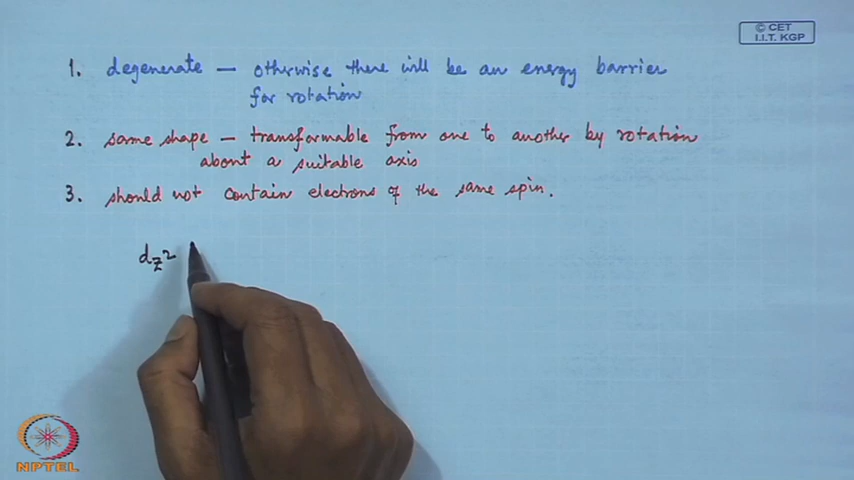 © CET
I.I.T. KGP
1. degenerate – otherwise there will be an energy barrier
for rotation
2. same shape – transformable from one to another by rotation
about a suitable axis
3. should not contain electrons of the same spin.
dz²
NPTEL